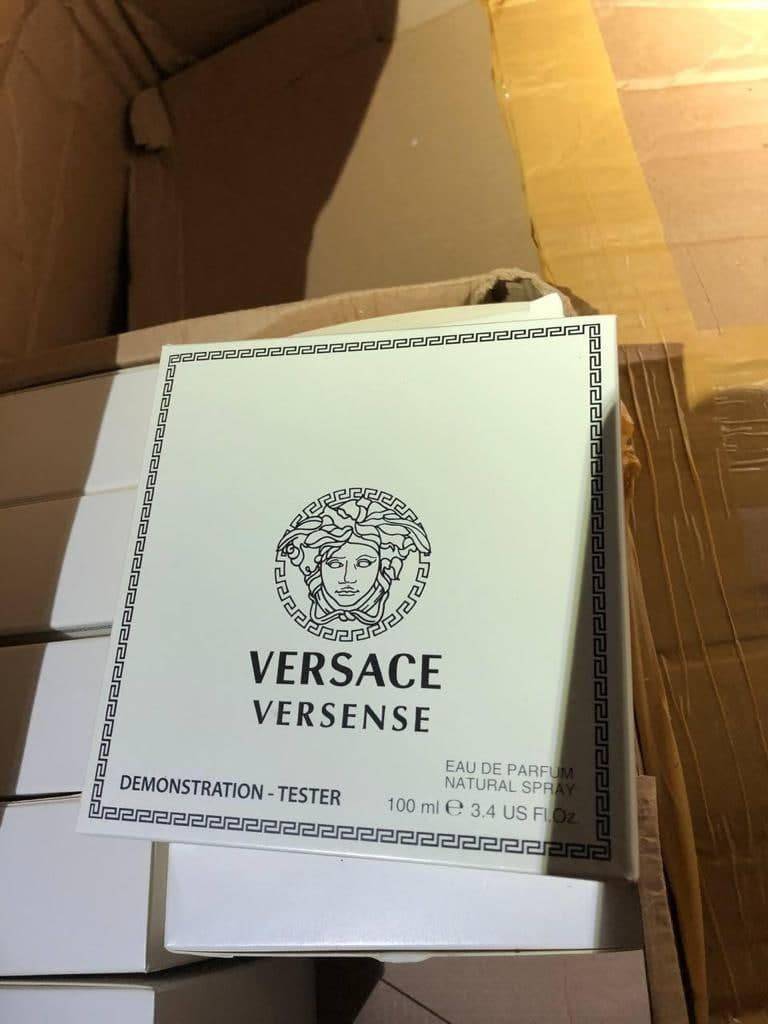 VERSACE
VERSENSE
EAU DE PARFUM
NATURAL SPRAY
DEMONSTRATION - TESTER
100 ml ℮ 3.4 US Fl.Oz.